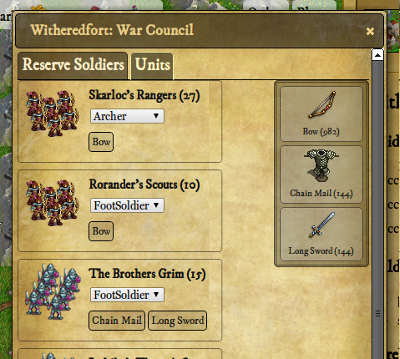 Witheredfort: War Council
Reserve Soldiers
Units
Skarloc's Rangers (27)
Archer
Bow
Rorander's Scouts (10)
FootSoldier
Bow
The Brothers Grim (15)
FootSoldier
Chain Mail
Long Sword
Bow (982)
Chain Mail (144)
Long Sword (144)